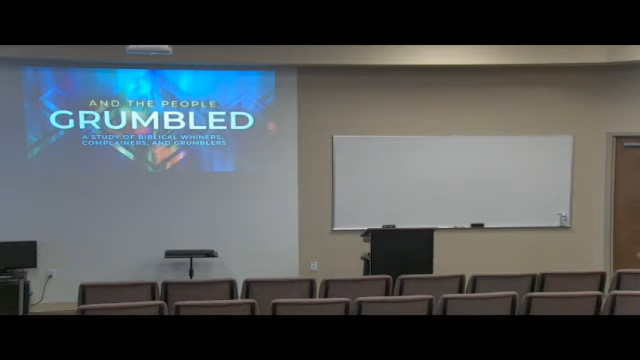 AND THE PEOPLE
GRUMBLED
A STUDY OF BIBLICAL WHINERS,
COMPLAINERS, AND GRUMBLERS